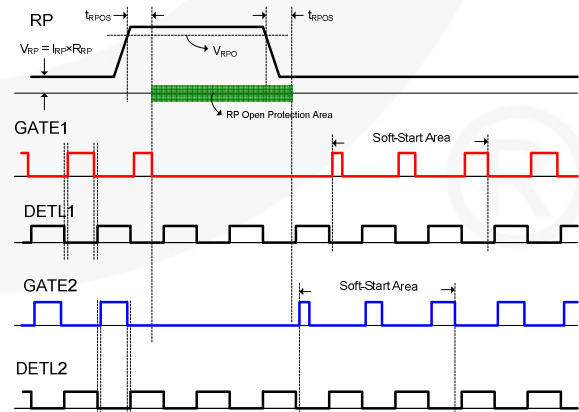 RP
tRPOS
tRPOS
VRP = IRP×RRP
VRPO
RP Open Protection Area
GATE1
Soft-Start Area
DETL1
GATE2
Soft-Start Area
DETL2
®